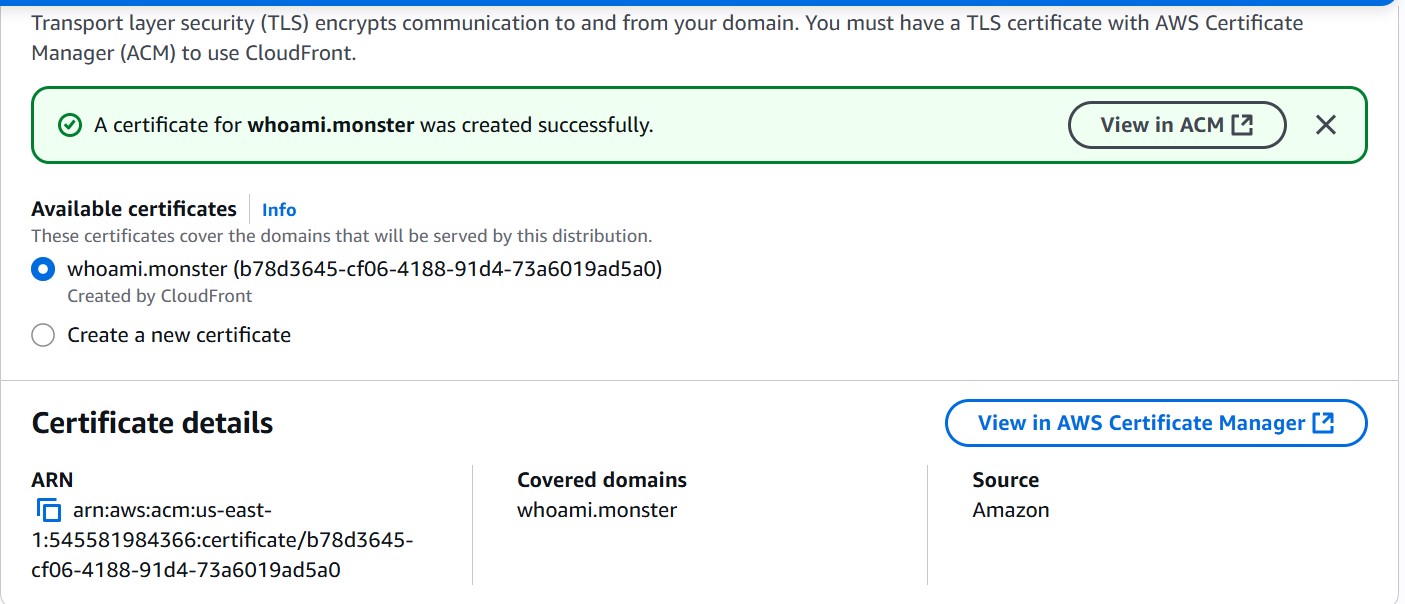 Transport layer security (TLS) encrypts communication to and from your domain. You must have a TLS certificate with AWS Certificate
Manager (ACM) to use CloudFront.
A certificate for whoami.monster was created successfully.
View in ACM
Available certificates
Info
These certificates cover the domains that will be served by this distribution.
whoami.monster (b78d3645-cf06-4188-91d4-73a6019ad5a0)
Created by CloudFront
Create a new certificate
Certificate details
View in AWS Certificate Manager
ARN
arn:aws:acm:us-east-
1:545581984366:certificate/b78d3645-
cf06-4188-91d4-73a6019ad5a0
Covered domains
whoami.monster
Source
Amazon